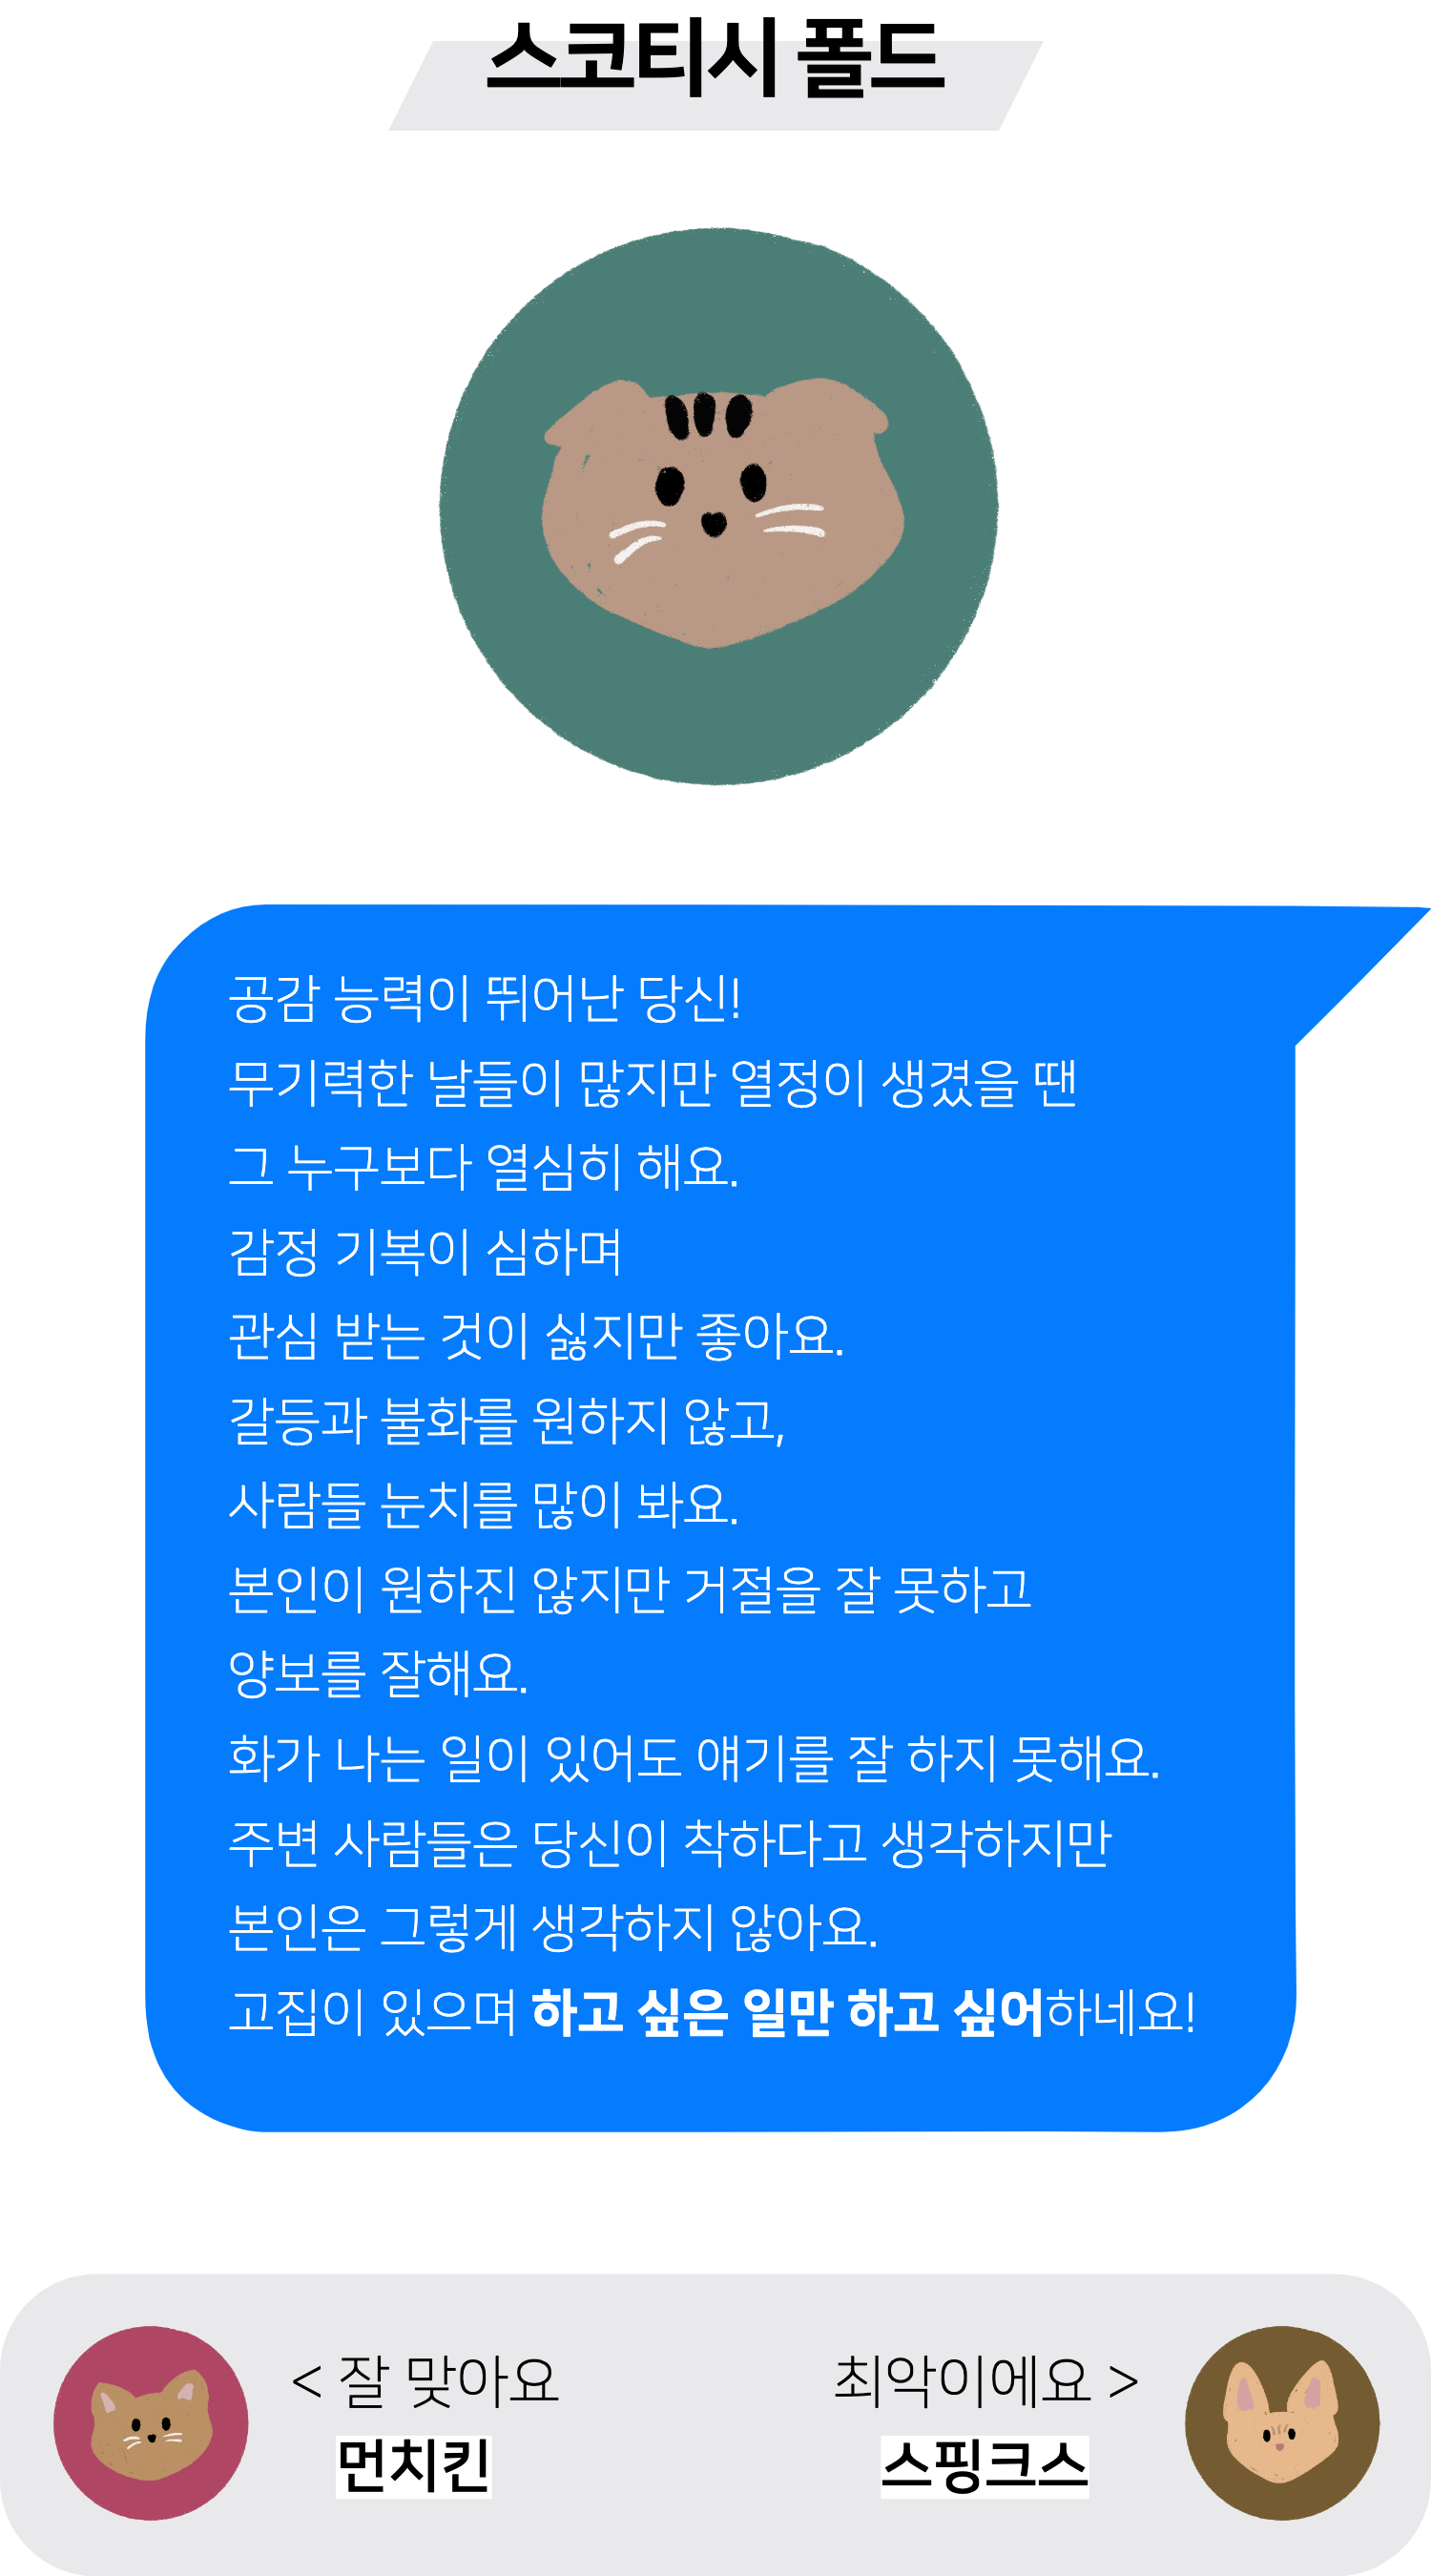 스코티시 폴드
공감 능력이 뛰어난 당신!
무기력한 날들이 많지만 열정이 생겼을 땐
그 누구보다 열심히 해요.
감정 기복이 심하며
관심 받는 것이 싫지만 좋아요.
갈등과 불화를 원하지 않고,
사람들 눈치를 많이 봐요.
본인이 원하진 않지만 거절을 잘 못하고
양보를 잘해요.
화가 나는 일이 있어도 얘기를 잘 하지 못해요.
주변 사람들은 당신이 착하다고 생각하지만
본인은 그렇게 생각하지 않아요.
고집이 있으며 하고 싶은 일만 하고 싶어하네요!
< 잘 맞아요
먼치킨
최악이에요 >
스핑크스